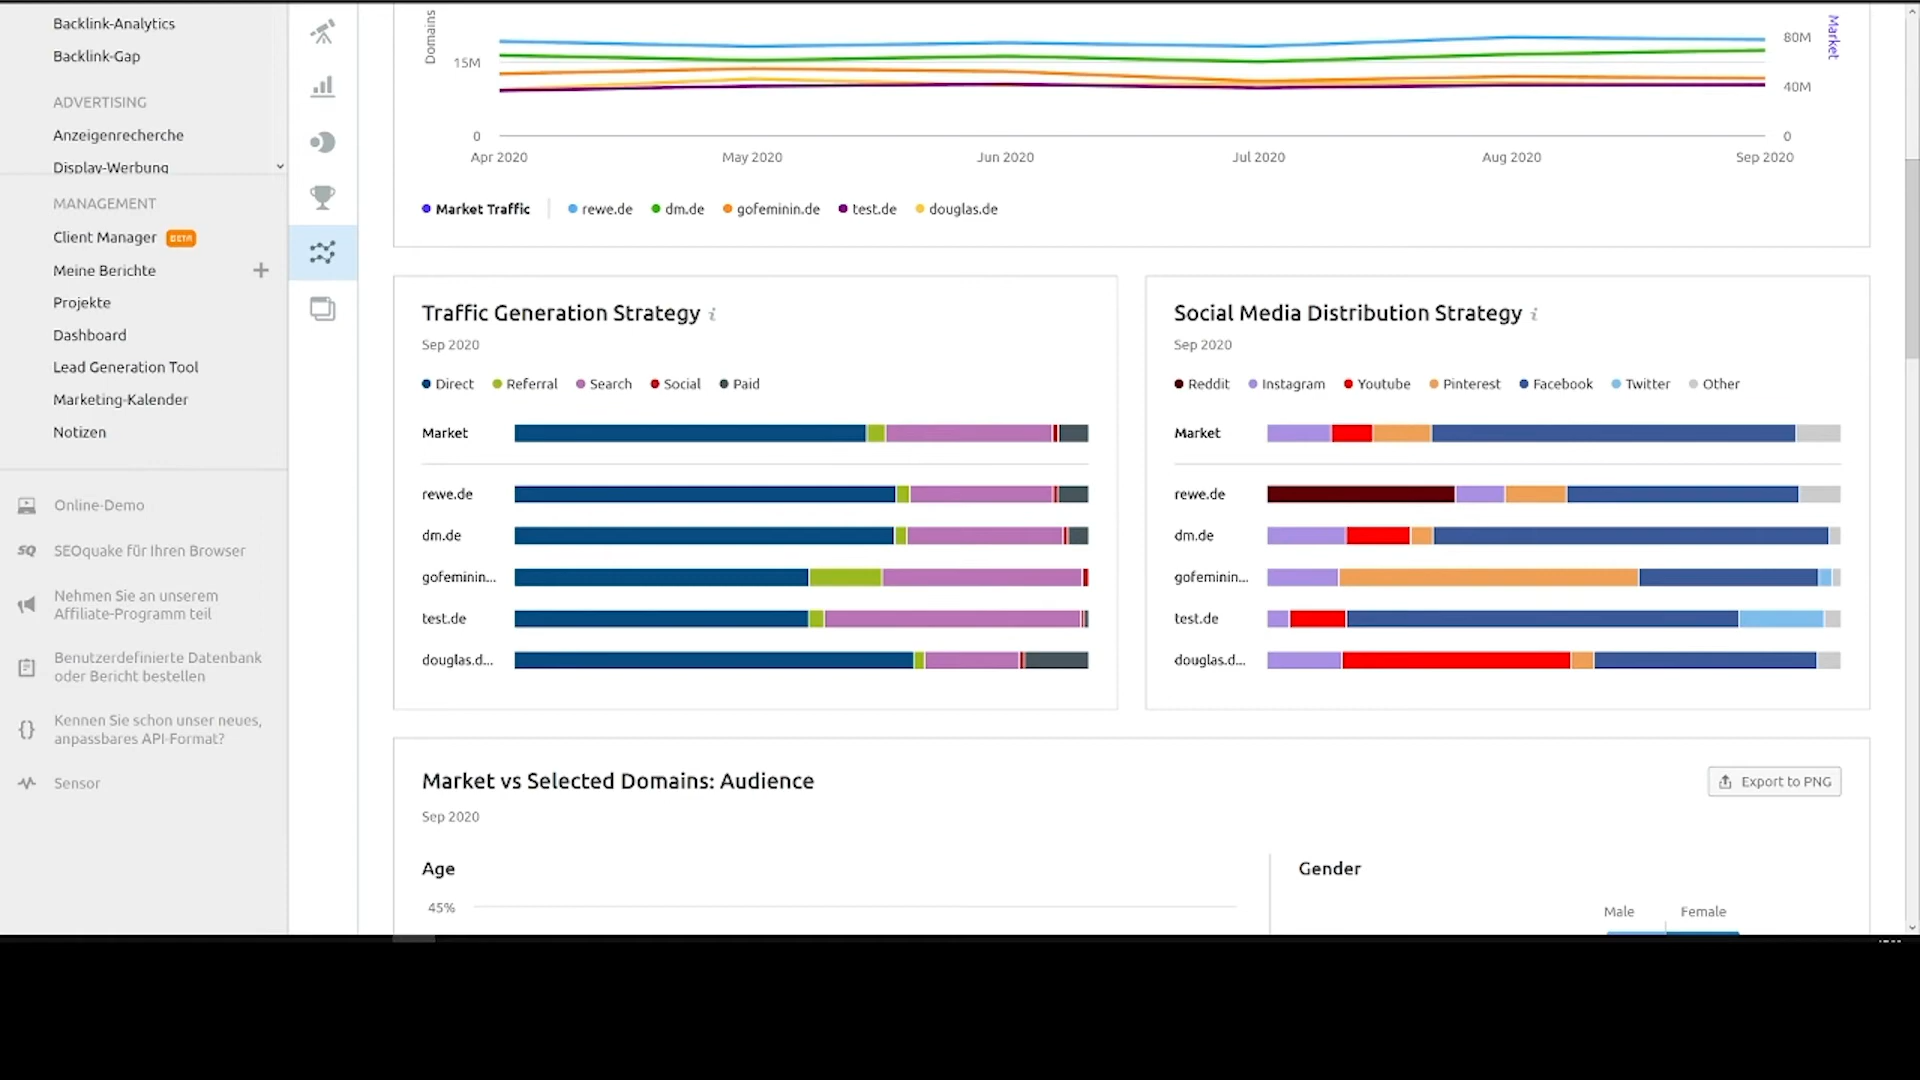 Backlink-Analytics
Backlink-Gap
ADVERTISING
Anzeigenrecherche
Display-Werbung
MANAGEMENT
Client Manager BETA
Meine Berichte
Projekte
Dashboard
Lead Generation Tool
Marketing-Kalender
Notizen
Online-Demo
SQ SEOquake für Ihren Browser
Nehmen Sie an unserem
Affiliate-Programm teil
Benutzerdefinierte Datenbank
oder Bericht bestellen
Kennen Sie schon unser neues,
anpassbares API-Format?
Sensor
Domains
15M
0
80M
40M
0
Market
Apr 2020 May 2020 Jun 2020 Jul 2020 Aug 2020 Sep 2020
Market Traffic rewe.de dm.de gofeminin.de test.de douglas.de
Traffic Generation Strategy i
Sep 2020
Direct Referral Search Social Paid
Market
rewe.de
dm.de
gofeminin...
test.de
douglas.d...
Social Media Distribution Strategy i
Sep 2020
Reddit Instagram Youtube Pinterest Facebook Twitter Other
Market
rewe.de
dm.de
gofeminin...
test.de
douglas.d...
Market vs Selected Domains: Audience
Export to PNG
Sep 2020
Age
45%
Gender
Male Female